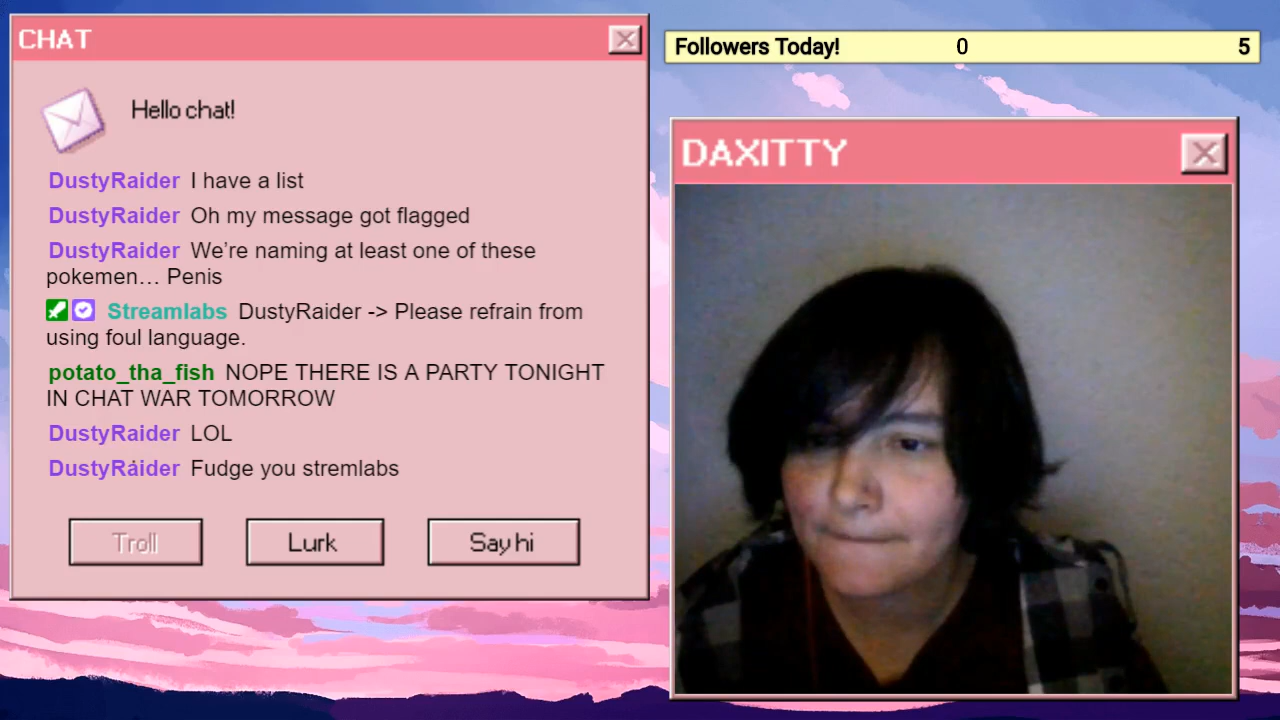 CHAT
Hello chat!
DustyRaider I have a list
DustyRaider Oh my message got flagged
DustyRaider We’re naming at least one of these
pokemen… Penis
Streamlabs DustyRaider -> Please refrain from
using foul language.
potato_tha_fish NOPE THERE IS A PARTY TONIGHT
IN CHAT WAR TOMORROW
DustyRaider LOL
DustyRaider Fudge you stremlabs
Troll Lurk Say hi
Followers Today! 0 5
DAXITTY